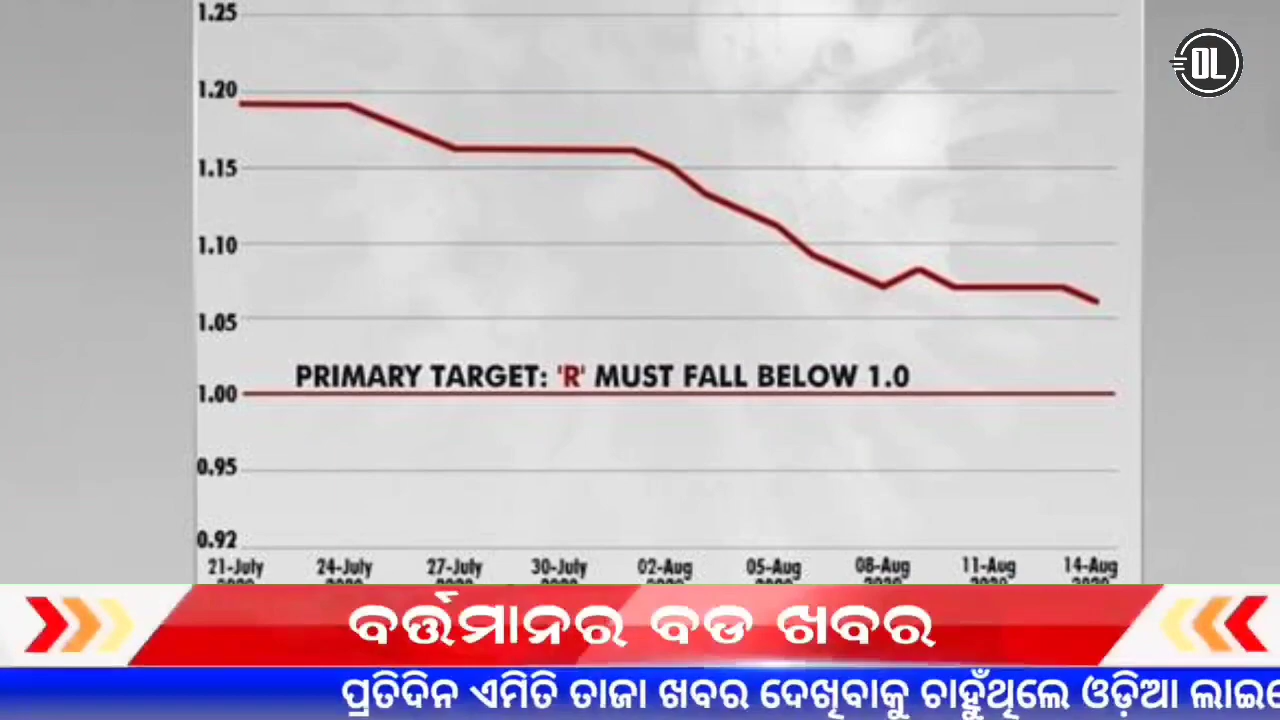 1.25
OL
1.20
1.15
1.10
1.05
PRIMARY TARGET: 'R' MUST FALL BELOW 1.0
1.00
0.95
0.92
21-July 24-July 27-July 30-July 02-Aug 05-Aug 08-Aug 11-Aug 14-Aug
ବର୍ତ୍ତମାନର ବଡ ଖବର
ପ୍ରତିଦିନ ଏମିତି ତାଜା ଖବର ଦେଖିବାକୁ ଚାହୁଁଥିଲେ ଓଡ଼ିଆ